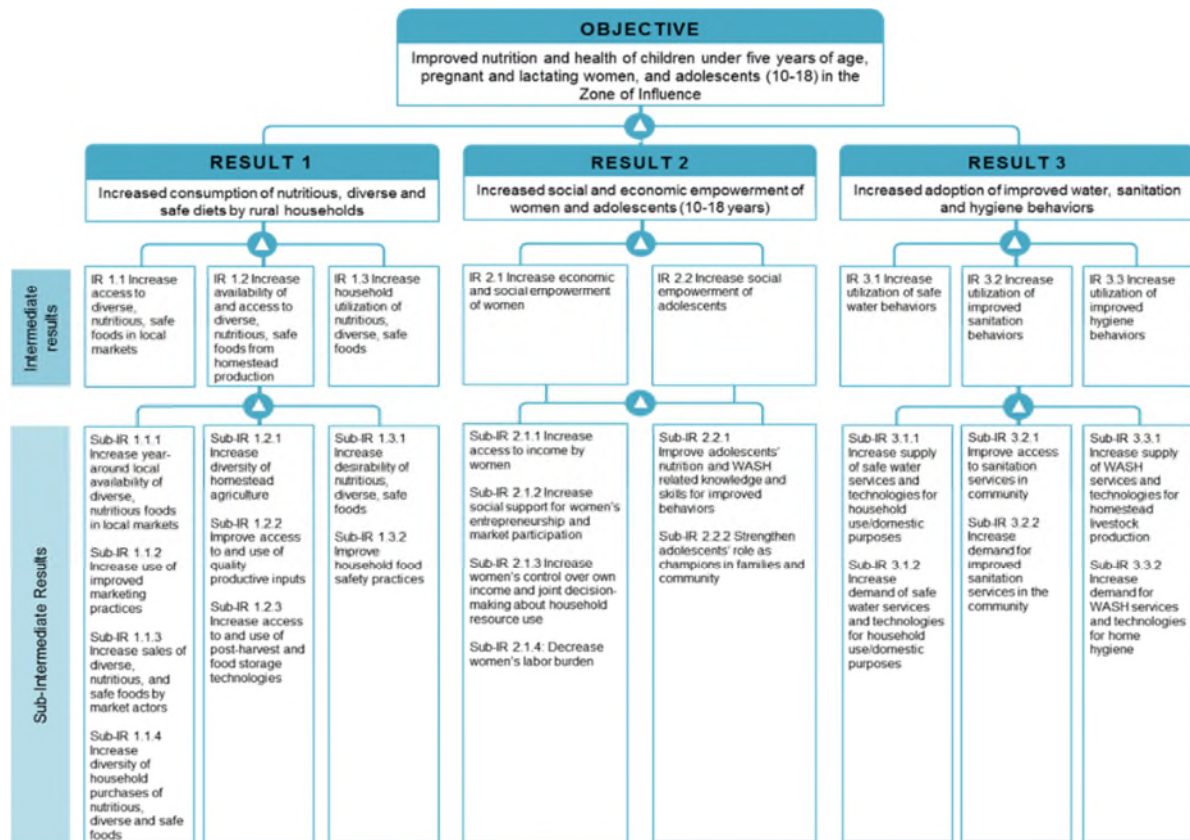 OBJECTIVE
Improved nutrition and health of children under five years of age,
pregnant and lactating women, and adolescents (10-18) in the
Zone of Influence
RESULT 1
Increased consumption of nutritious, diverse and
safe diets by rural households
RESULT 2
Increased social and economic empowerment of
women and adolescents (10-18 years)
RESULT 3
Increased adoption of improved water, sanitation
and hygiene behaviors
Intermediate
results
IR 1.1 Increase
access to
diverse,
nutritious, safe
foods in local
markets
IR 1.2 Increase
availability of
and access to
diverse,
nutritious, safe
foods from
homestead
production
IR 1.3 Increase
household
utilization of
nutritious,
diverse, safe
foods
IR 2.1 Increase economic
and social empowerment
of women
IR 2.2 Increase social
empowerment of
adolescents
IR 3.1 Increase
utilization of safe
water behaviors
IR 3.2 Increase
utilization of
improved
sanitation
behaviors
IR 3.3 Increase
utilization of
improved
hygiene
behaviors
Sub-Intermediate Results
Sub-IR 1.1.1
Increase year-
around local
availability of
diverse,
nutritious foods
in local markets
Sub-IR 1.1.2
Increase use of
improved
marketing
practices
Sub-IR 1.1.3
Increase sales of
diverse,
nutritious, and
safe foods by
market actors
Sub-IR 1.1.4
Increase
diversity of
household
purchases of
nutritious,
diverse and safe
foods
Sub-IR 1.2.1
Increase
diversity of
homestead
agriculture
Sub-IR 1.2.2
Improve access
to and use of
quality
productive inputs
Sub-IR 1.2.3
Increase access
to and use of
post-harvest and
food storage
technologies
Sub-IR 1.3.1
Increase
desirability of
nutritious,
diverse, safe
foods
Sub-IR 1.3.2
Improve
household food
safety practices
Sub-IR 2.1.1 Increase
access to income by
women
Sub-IR 2.1.2 Increase
social support for women's
entrepreneurship and
market participation
Sub-IR 2.1.3 Increase
women's control over own
income and joint decision-
making about household
resource use
Sub-IR 2.1.4: Decrease
women's labor burden
Sub-IR 2.2.1
Improve adolescents'
nutrition and WASH
related knowledge and
skills for improved
behaviors
Sub-IR 2.2.2 Strengthen
adolescents' role as
champions in families and
community
Sub-IR 3.1.1
Increase supply
of safe water
services and
technologies for
household
use/domestic
purposes
Sub-IR 3.1.2
Increase
demand of safe
water services
and technologies
for household
use/domestic
purposes
Sub-IR 3.2.1
Improve access
to sanitation
services in
community
Sub-IR 3.2.2
Increase
demand for
improved
sanitation
services in the
community
Sub-IR 3.3.1
Increase supply
of WASH
services and
technologies for
homestead
livestock
production
Sub-IR 3.3.2
Increase
demand for
WASH services
and technologies
for home
hygiene